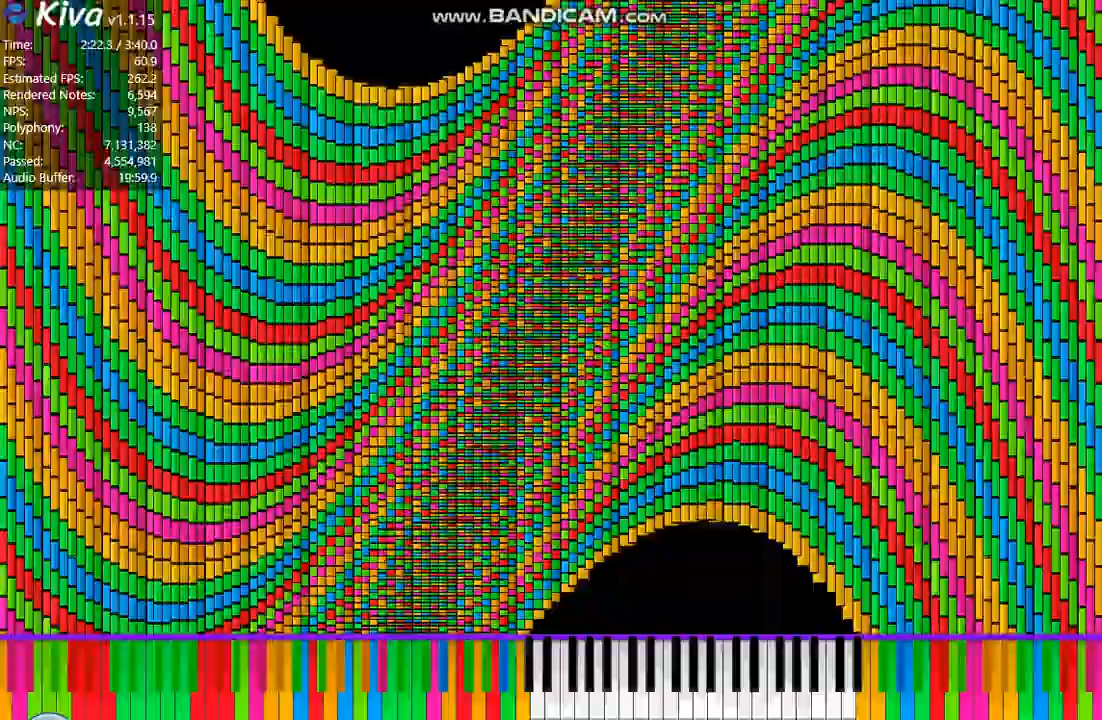 Kiva v1.1.15
www.BANDICAM.com
Time: 2:22.3 / 3:40.0
FPS: 60.9
Estimated FPS: 262.2
Rendered Notes: 6,594
NPS: 9,567
Polyphony: 138
NC: 7,131,382
Passed: 4,554,981
Audio Buffer: 19:59.9